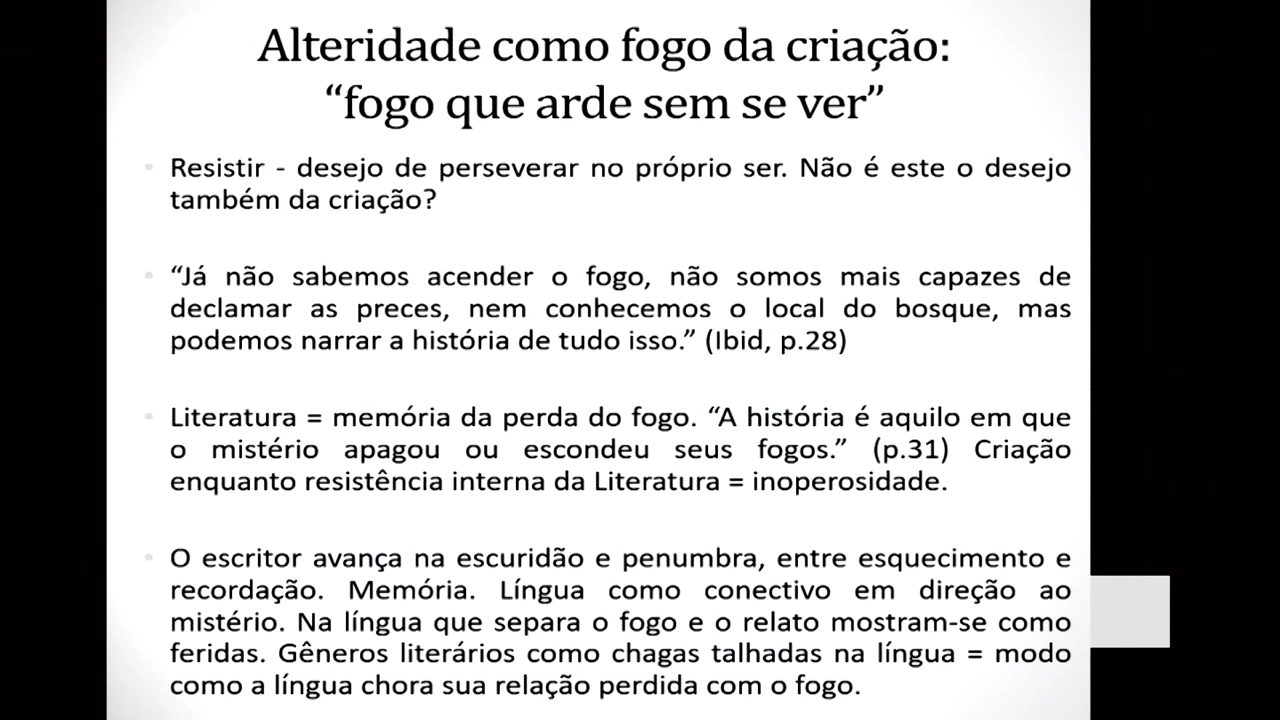 Alteridade como fogo da criação:
“fogo que arde sem se ver”
• Resistir - desejo de perseverar no próprio ser. Não é este o desejo
também da criação?
• “Já não sabemos acender o fogo, não somos mais capazes de
declamar as preces, nem conhecemos o local do bosque, mas
podemos narrar a história de tudo isso.” (Ibid, p.28)
• Literatura = memória da perda do fogo. “A história é aquilo em que
o mistério apagou ou escondeu seus fogos.” (p.31) Criação
enquanto resistência interna da Literatura = inoperosidade.
• O escritor avança na escuridão e penumbra, entre esquecimento e
recordação. Memória. Língua como conectivo em direção ao
mistério. Na língua que separa o fogo e o relato mostram-se como
feridas. Gêneros literários como chagas talhadas na língua = modo
como a língua chora sua relação perdida com o fogo.